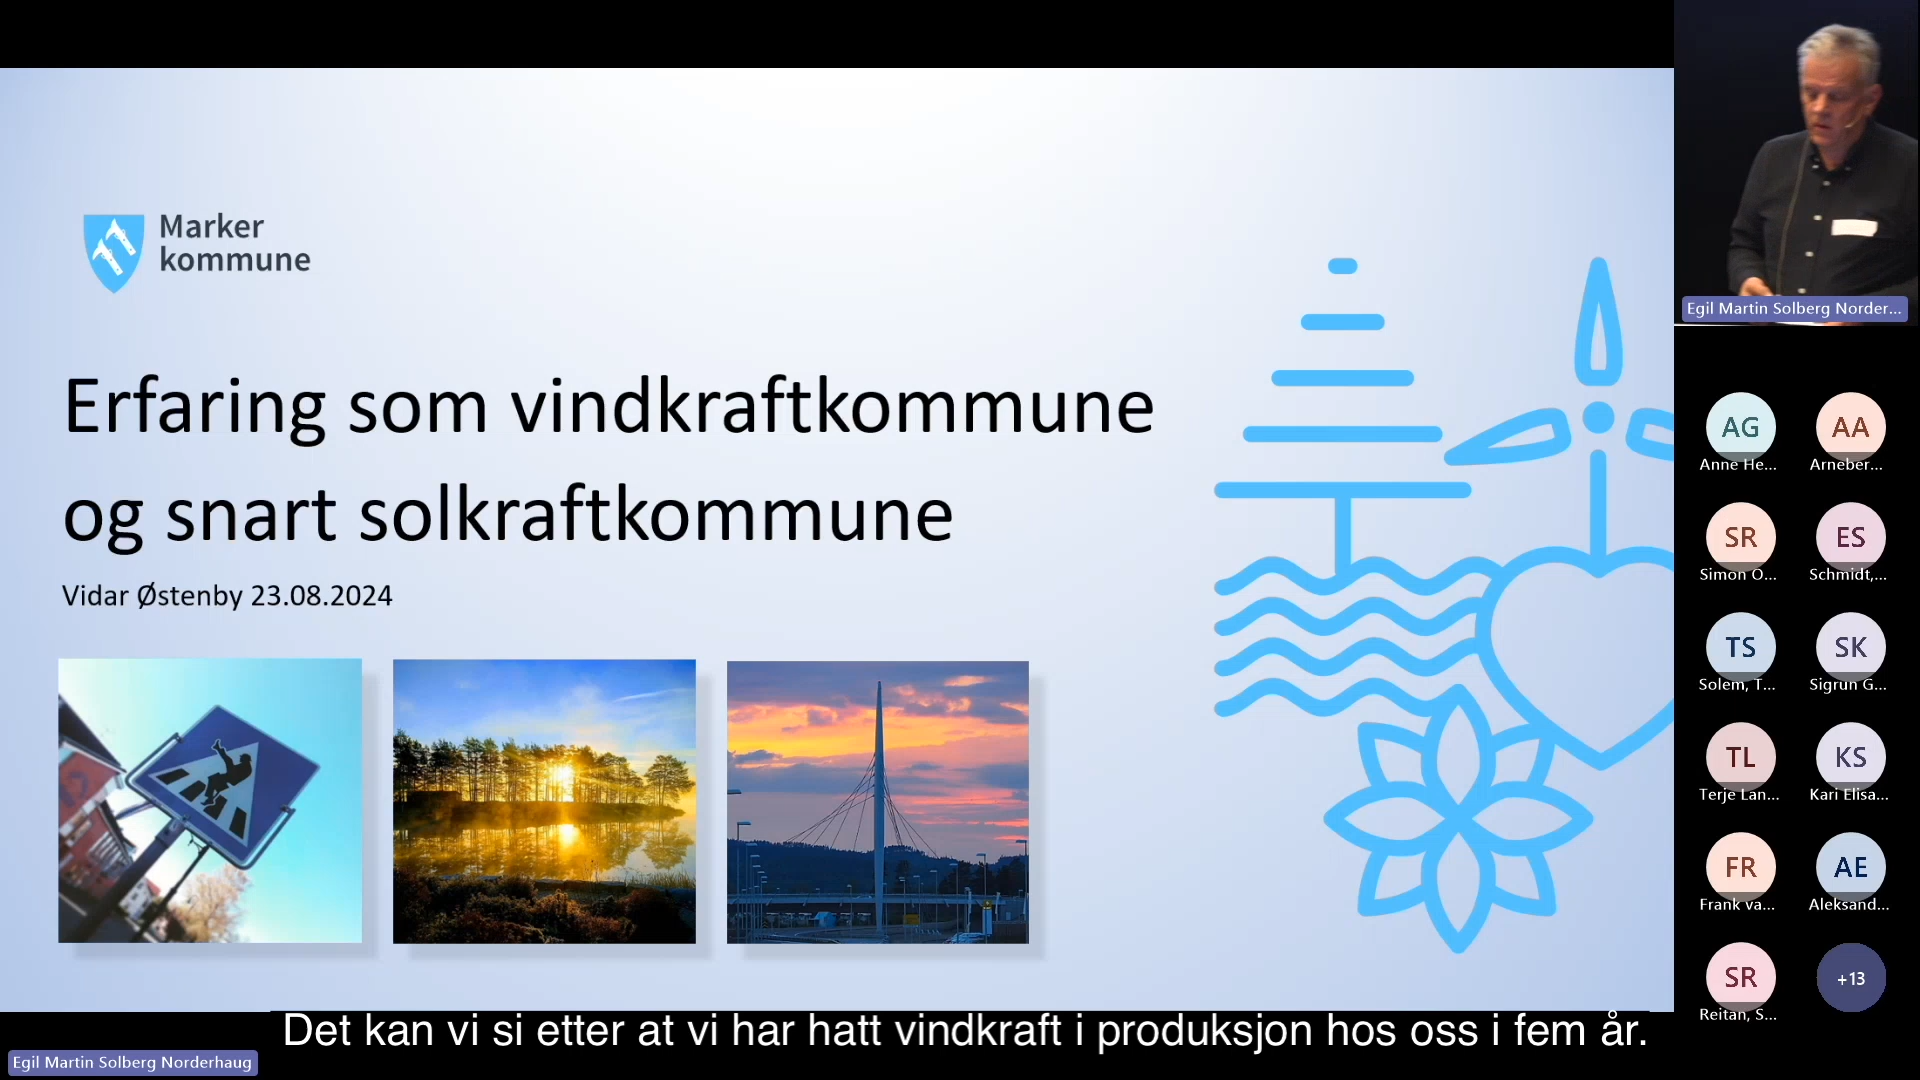 Marker
kommune
Erfaring som vindkraftkommune
og snart solkraftkommune
Vidar Østenby 23.08.2024
Egil Martin Solberg Norder...
AG
Anne He...
AA
Arneber...
SR
Simon O...
ES
Schmidt,...
TS
Solem, T...
SK
Sigrun G...
TL
Terje Lan...
KS
Kari Elisa...
FR
Frank va...
AE
Aleksand...
SR
Reitan, S...
+13
Det kan vi si etter at vi har hatt vindkraft i produksjon hos oss i fem år.
Egil Martin Solberg Norderhaug